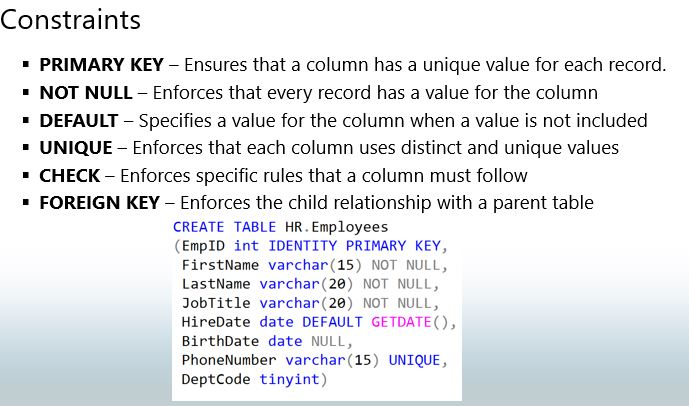 Constraints
▪ PRIMARY KEY – Ensures that a column has a unique value for each record.
▪ NOT NULL – Enforces that every record has a value for the column
▪ DEFAULT – Specifies a value for the column when a value is not included
▪ UNIQUE – Enforces that each column uses distinct and unique values
▪ CHECK – Enforces specific rules that a column must follow
▪ FOREIGN KEY – Enforces the child relationship with a parent table
CREATE TABLE HR.Employees
(EmpID int IDENTITY PRIMARY KEY,
FirstName varchar(15) NOT NULL,
LastName varchar(20) NOT NULL,
JobTitle varchar(20) NOT NULL,
HireDate date DEFAULT GETDATE(),
BirthDate date NULL,
PhoneNumber varchar(15) UNIQUE,
DeptCode tinyint)